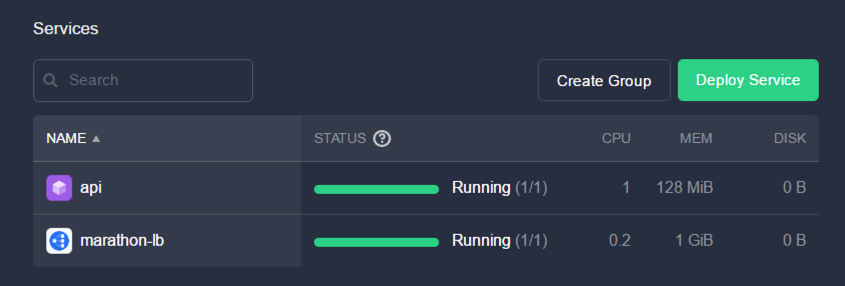 Services
Search
Create Group
Deploy Service
NAME ▲ STATUS ? CPU MEM DISK
api Running (1/1) 1 128 MiB 0 B
marathon-lb Running (1/1) 0.2 1 GiB 0 B